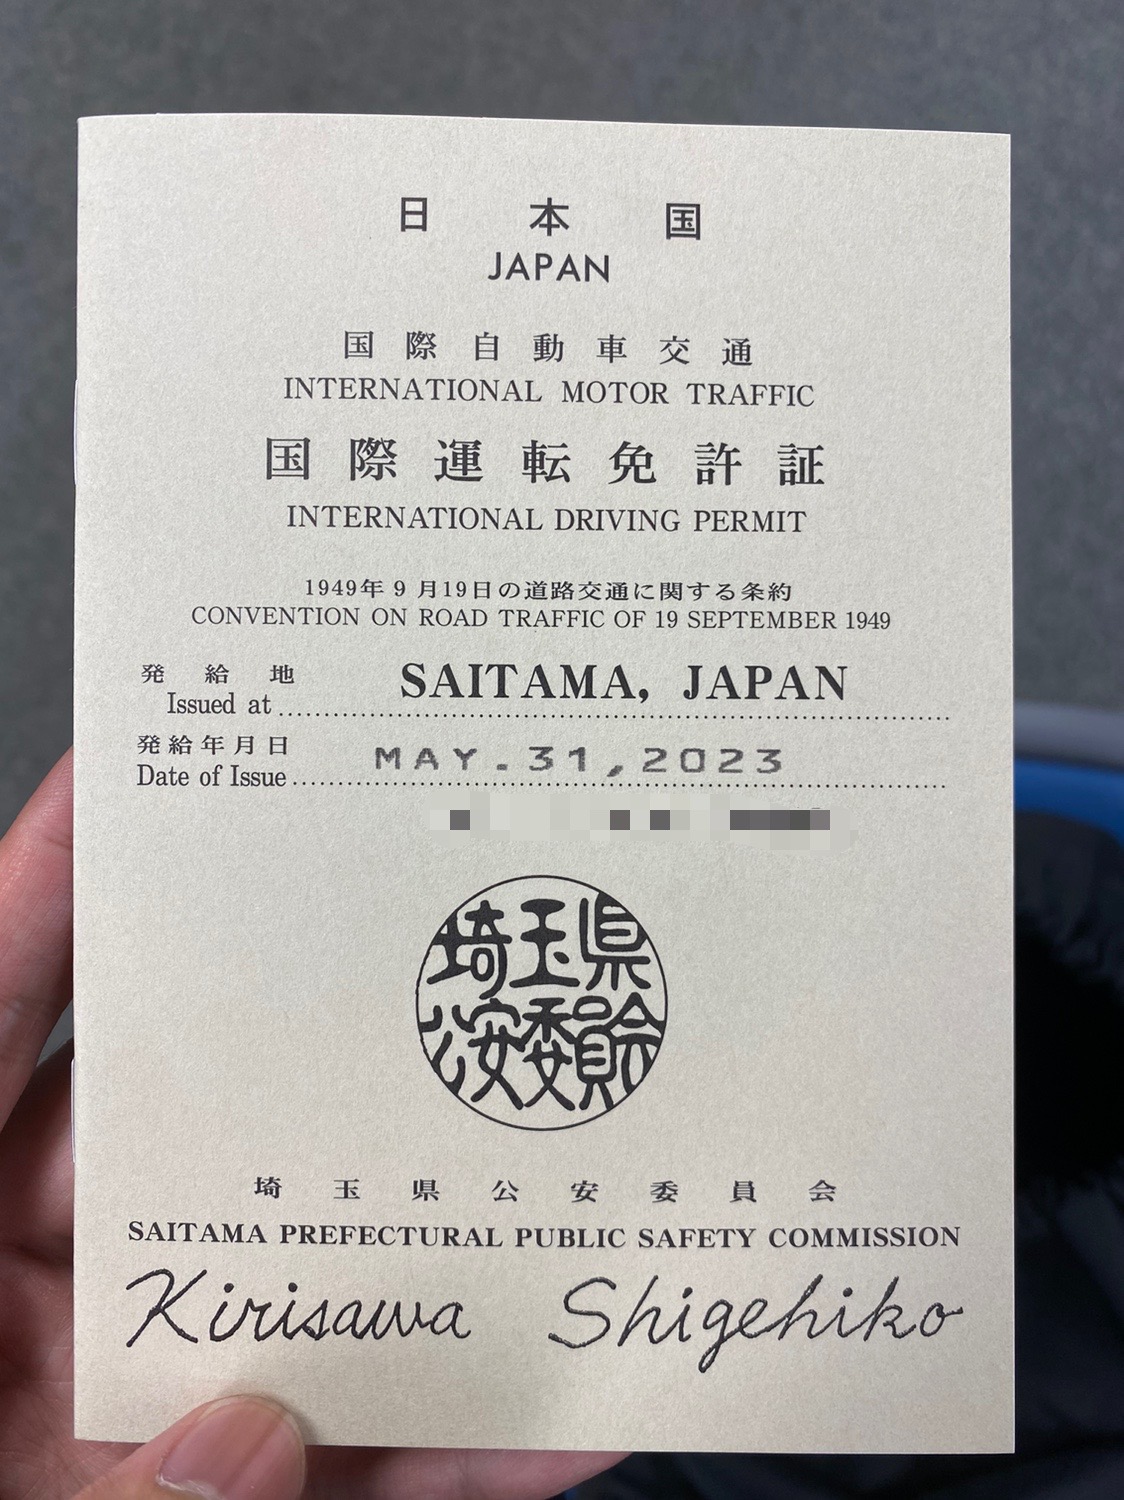 日本国
JAPAN
国際自動車交通
INTERNATIONAL MOTOR TRAFFIC
国際運転免許証
INTERNATIONAL DRIVING PERMIT
1949年9月19日の道路交通に関する条約
CONVENTION ON ROAD TRAFFIC OF 19 SEPTEMBER 1949
発給地
Issued at SAITAMA, JAPAN
発給年月日
Date of Issue MAY.31,2023
埼玉県
公安委員会
埼玉県公安委員会
SAITAMA PREFECTURAL PUBLIC SAFETY COMMISSION
Kirisawa Shigehiko